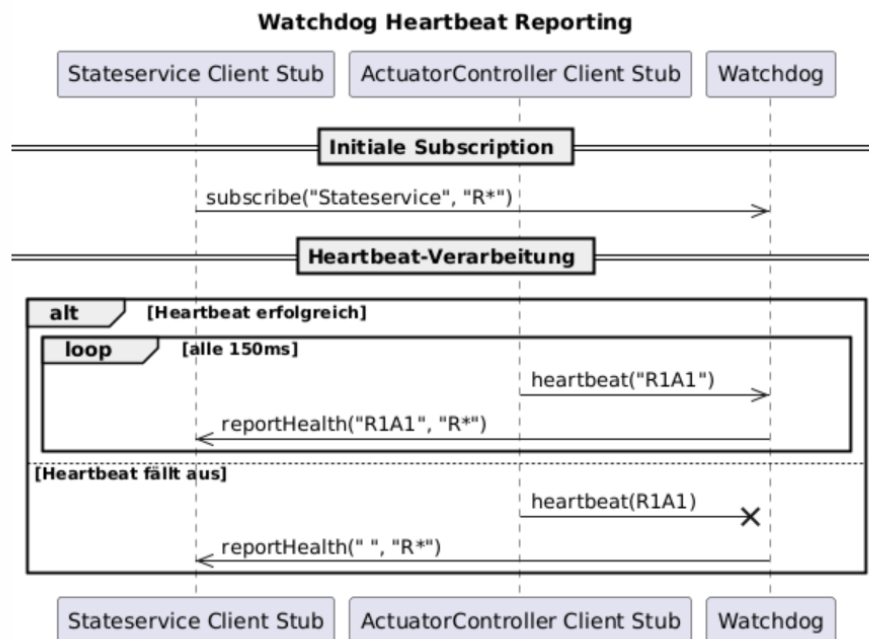 Watchdog Heartbeat Reporting
Stateservice Client Stub
ActuatorController Client Stub
Watchdog
Initiale Subscription
subscribe("Stateservice", "R*")
Heartbeat-Verarbeitung
alt
[Heartbeat erfolgreich]
loop
[alle 150ms]
heartbeat("R1A1")
reportHealth("R1A1", "R*")
[Heartbeat fällt aus]
heartbeat(R1A1)
reportHealth(" ", "R*")
Stateservice Client Stub
ActuatorController Client Stub
Watchdog